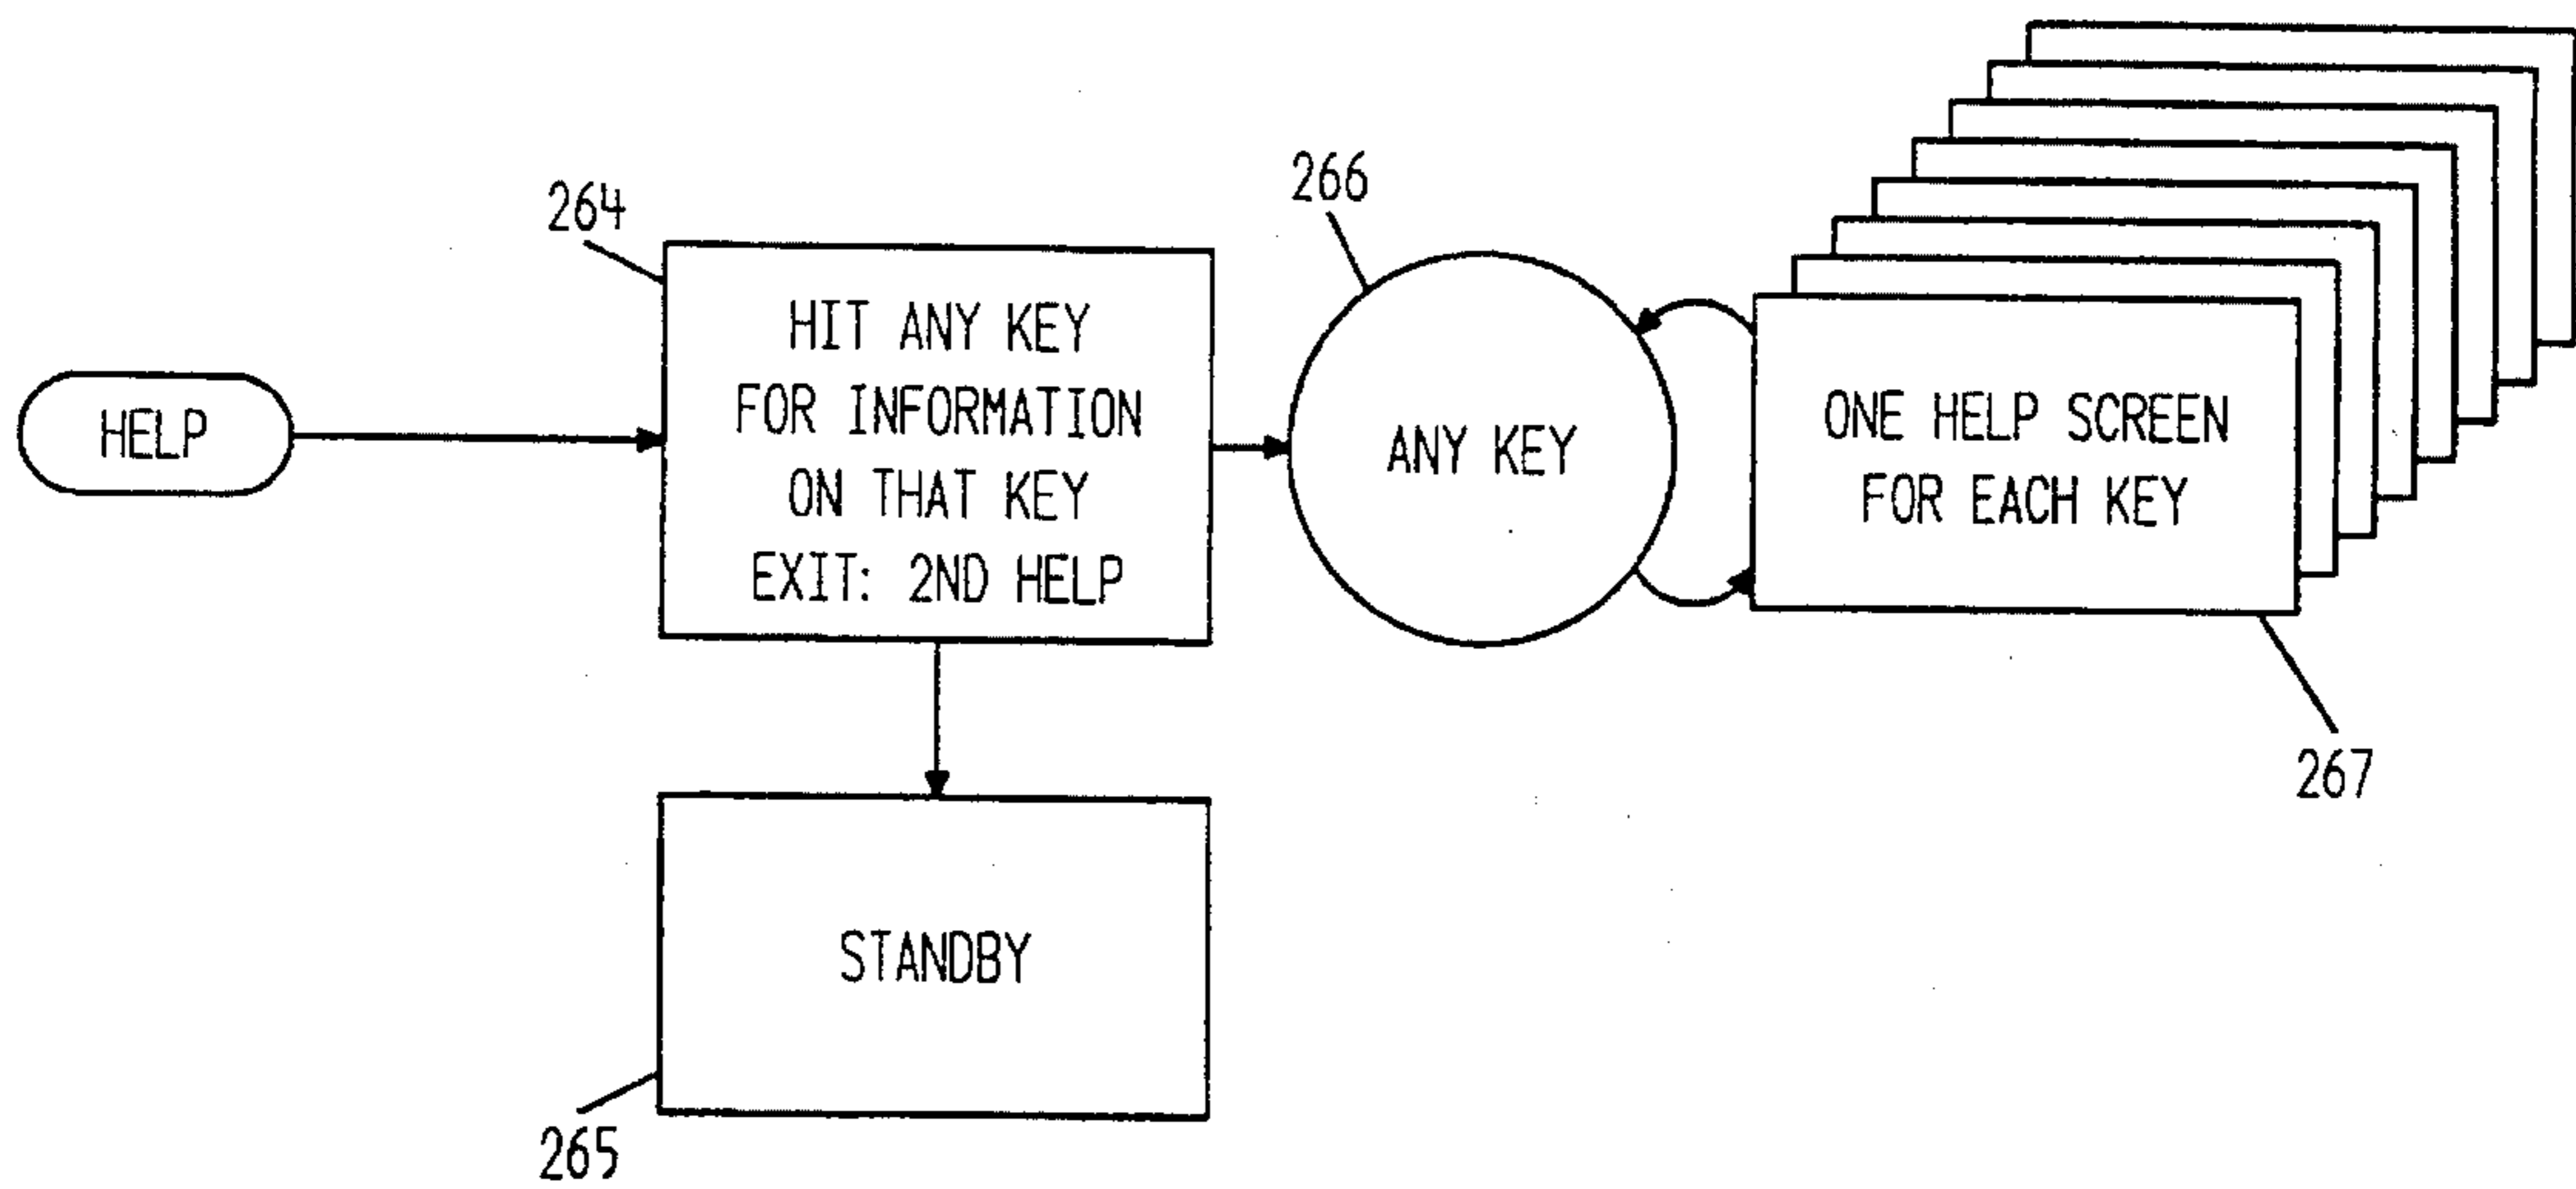 HELP
264
HIT ANY KEY
FOR INFORMATION
ON THAT KEY
EXIT: 2ND HELP
266
ANY KEY
ONE HELP SCREEN
FOR EACH KEY
267
STANDBY
265